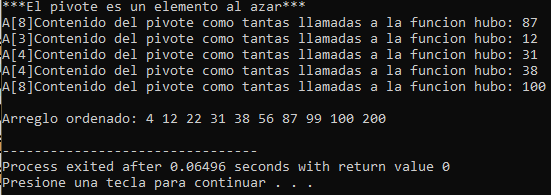 ***El pivote es un elemento al azar***
A[8]Contenido del pivote como tantas llamadas a la funcion hubo: 87
A[3]Contenido del pivote como tantas llamadas a la funcion hubo: 12
A[4]Contenido del pivote como tantas llamadas a la funcion hubo: 31
A[4]Contenido del pivote como tantas llamadas a la funcion hubo: 38
A[8]Contenido del pivote como tantas llamadas a la funcion hubo: 100
Arreglo ordenado: 4 12 22 31 38 56 87 99 100 200
--------------------------------
Process exited after 0.06496 seconds with return value 0
Presione una tecla para continuar . . .